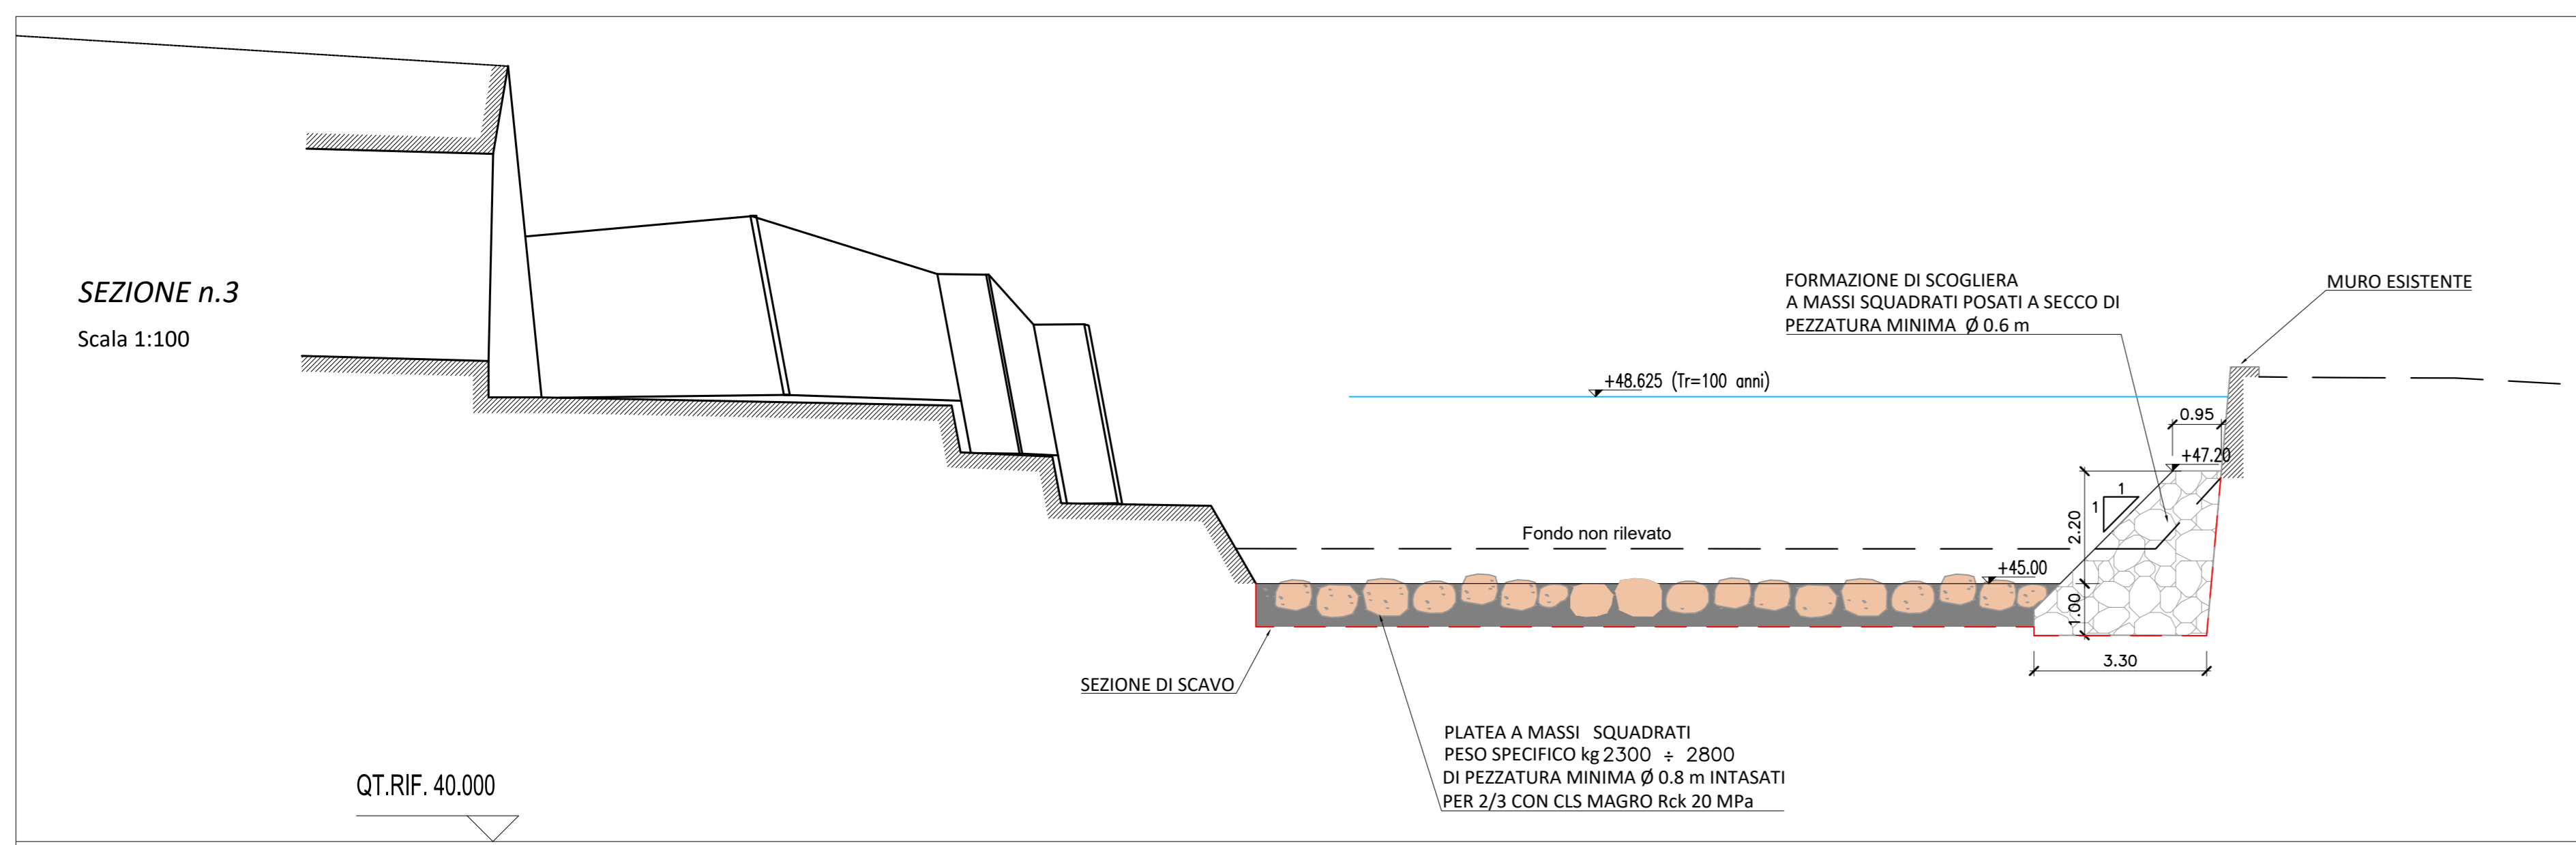 SEZIONE n.3
Scala 1:100
FORMAZIONE DI SCOGLIERA
A MASSI SQUADRATI POSATI A SECCO DI
PEZZATURA MINIMA Ø 0.6 m
MURO ESISTENTE
+48.625 (Tr=100 anni)
0.95
+47.20
1
1
2.20
Fondo non rilevato
+45.00
1.00
3.30
SEZIONE DI SCAVO
PLATEA A MASSI SQUADRATI
PESO SPECIFICO kg 2300 ÷ 2800
DI PEZZATURA MINIMA Ø 0.8 m INTASATI
PER 2/3 CON CLS MAGRO Rck 20 MPa
QT.RIF. 40.000